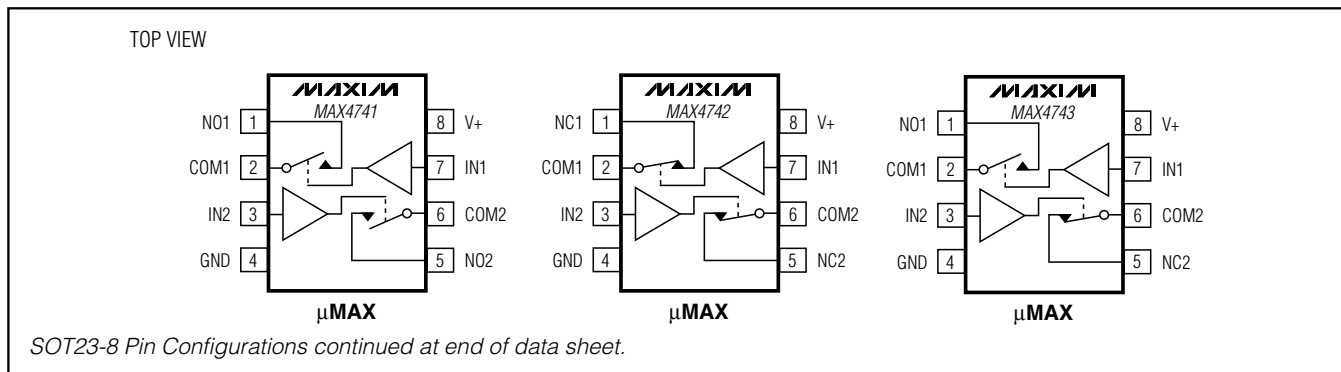 TOP VIEW
MAXIM
MAX4741
NO1 1
COM1 2
IN2 3
GND 4
8 V+
7 IN1
6 COM2
5 NO2
µMAX
MAXIM
MAX4742
NC1 1
COM1 2
IN2 3
GND 4
8 V+
7 IN1
6 COM2
5 NC2
µMAX
MAXIM
MAX4743
NO1 1
COM1 2
IN2 3
GND 4
8 V+
7 IN1
6 COM2
5 NC2
µMAX
SOT23-8 Pin Configurations continued at end of data sheet.